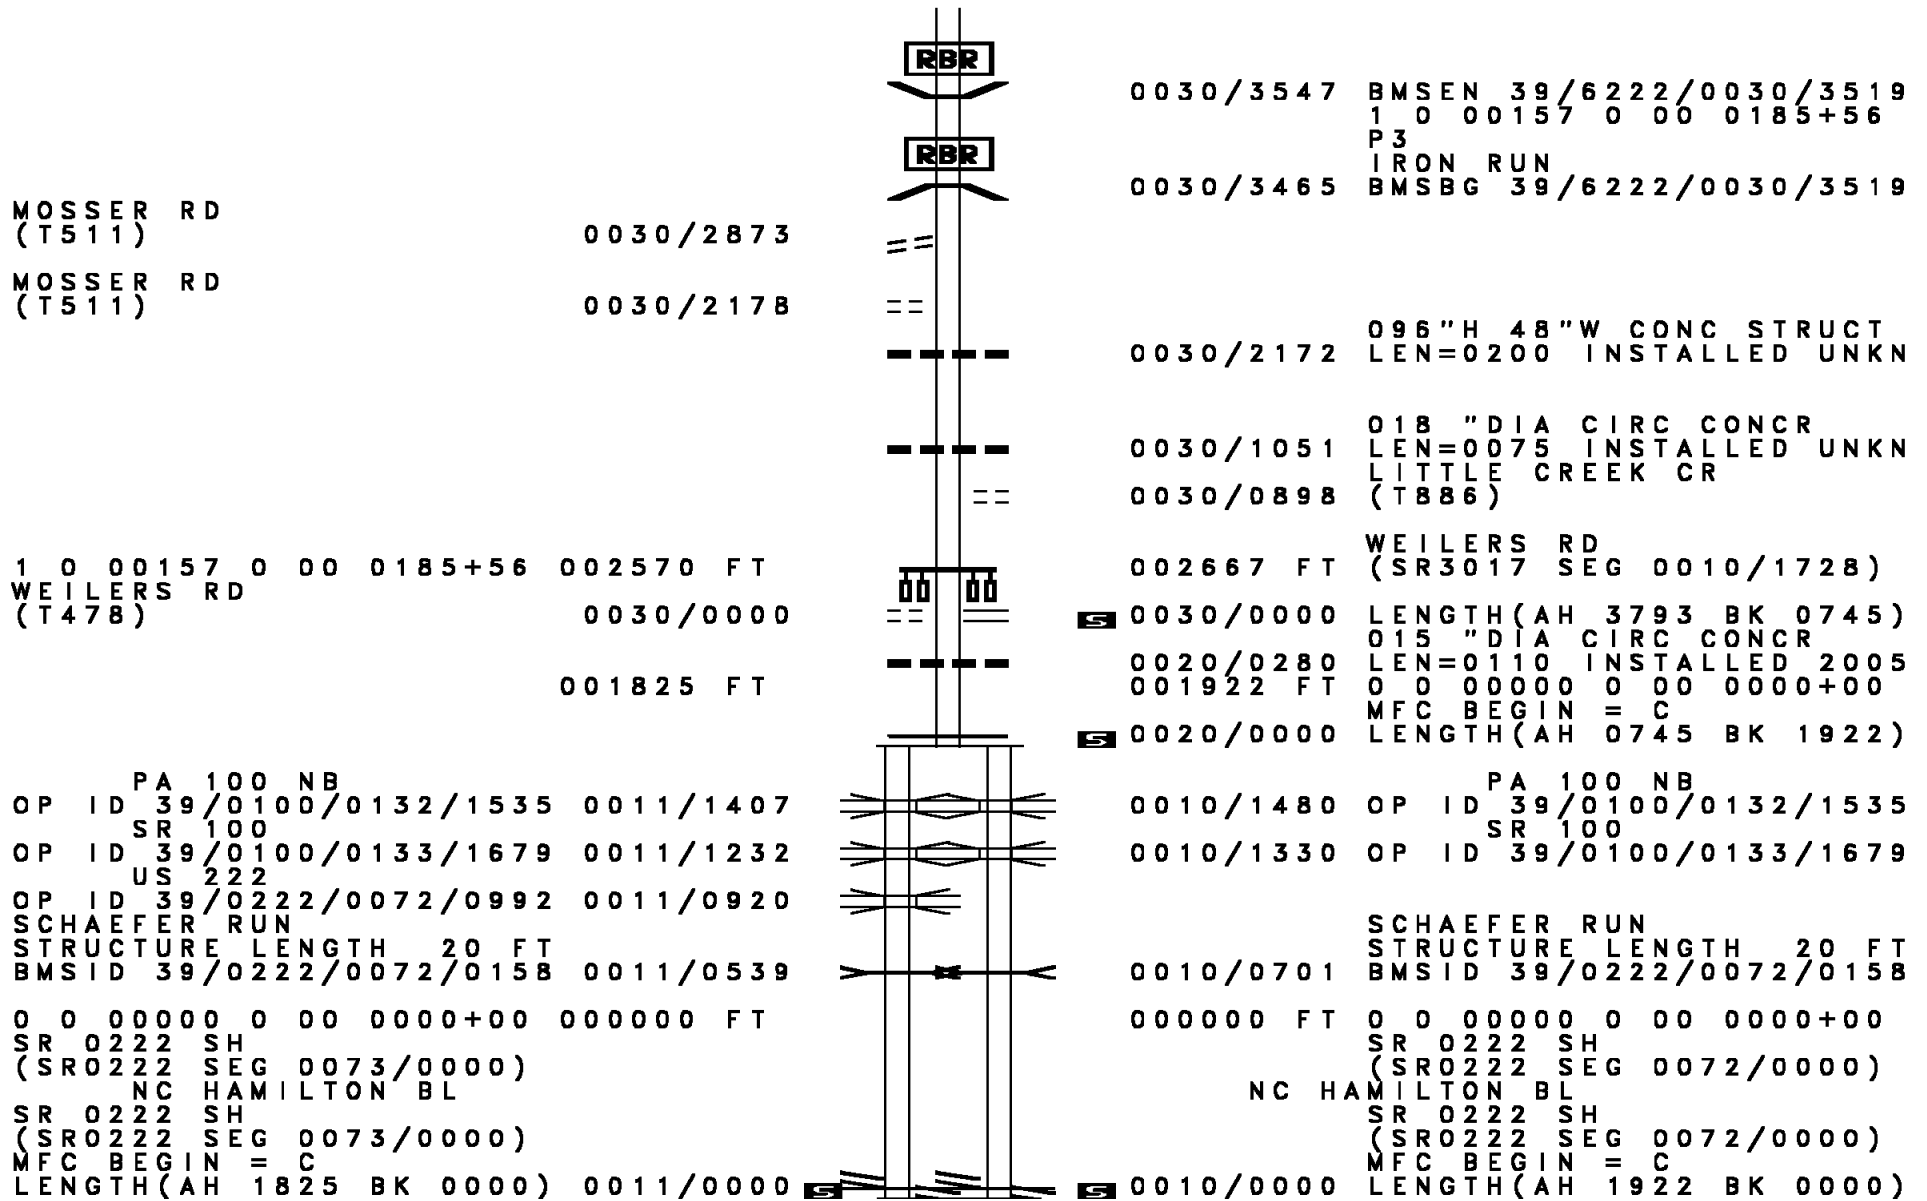 RBR
0030/3547 BMSEN 39/6222/0030/3519
1 0 00157 0 00 0185+56
P3
RBR
IRON RUN
0030/3465 BMSBG 39/6222/0030/3519
MOSSER RD
(T511) 0030/2873
MOSSER RD
(T511) 0030/2178
096"H 48"W CONC STRUCT
0030/2172 LEN=0200 INSTALLED UNKN
018 "DIA CIRC CONCR
0030/1051 LEN=0075 INSTALLED UNKN
LITTLE CREEK CR
0030/0898 (T886)
WEILERS RD
1 0 00157 0 00 0185+56 002570 FT 002667 FT (SR3017 SEG 0010/1728)
WEILERS RD
(T478) 0030/0000 S 0030/0000 LENGTH(AH 3793 BK 0745)
015 "DIA CIRC CONCR
0020/0280 LEN=0110 INSTALLED 2005
001825 FT 001922 FT 0 0 00000 0 00 0000+00
MFC BEGIN = C
S 0020/0000 LENGTH(AH 0745 BK 1922)
PA 100 NB PA 100 NB
OP ID 39/0100/0132/1535 0011/1407 0010/1480 OP ID 39/0100/0132/1535
SR 100 SR 100
OP ID 39/0100/0133/1679 0011/1232 0010/1330 OP ID 39/0100/0133/1679
US 222
OP ID 39/0222/0072/0992 0011/0920
SCHAEFER RUN SCHAEFER RUN
STRUCTURE LENGTH 20 FT STRUCTURE LENGTH 20 FT
BMSID 39/0222/0072/0158 0011/0539 0010/0701 BMSID 39/0222/0072/0158
0 0 00000 0 00 0000+00 000000 FT 000000 FT 0 0 00000 0 00 0000+00
SR 0222 SH SR 0222 SH
(SR0222 SEG 0073/0000) (SR0222 SEG 0072/0000)
NC HAMILTON BL NC HAMILTON BL
SR 0222 SH SR 0222 SH
(SR0222 SEG 0073/0000) (SR0222 SEG 0072/0000)
MFC BEGIN = C MFC BEGIN = C
LENGTH(AH 1825 BK 0000) 0011/0000 S S 0010/0000 LENGTH(AH 1922 BK 0000)